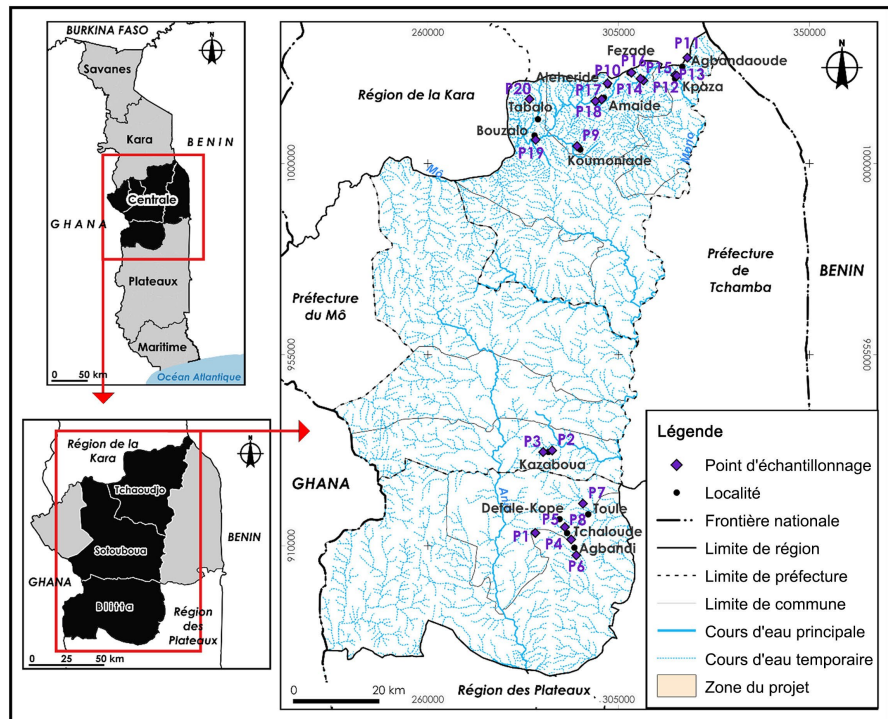 BURKINA FASO
N
Savanes
Kara
BENIN
Centrale
GHANA
Plateaux
Maritime
0 50 km
Océan Atlantique
Région de la Kara
N
Tchaoudjo
Sotouboua
BENIN
GHANA
Blitta
Région des Plateaux
0 25 50 km
260000 305000 350000
N
P11
Fezade
Agbandaoude
P16
P10 P15
Aleheride P13
P20 P17 P14 P12
Kpaza
Région de la Kara
Tabalo
P18
Amaide
Bouzalo
P9
P19
Koumoniade
Mono
1000000 1000000
Mô
Préfecture de Tchamba
BENIN
Préfecture du Mô
955000
P3 P2
Kazaboua
GHANA
P7
Defale-Kope
Toule
P5 P8
P1
Tchaloude
P4
Agbandi
P6
910000
0 20 km
Région des Plateaux
260000 305000
Légende
Point d'échantillonnage
Localité
Frontière nationale
Limite de région
Limite de préfecture
Limite de commune
Cours d'eau principale
Cours d'eau temporaire
Zone du projet